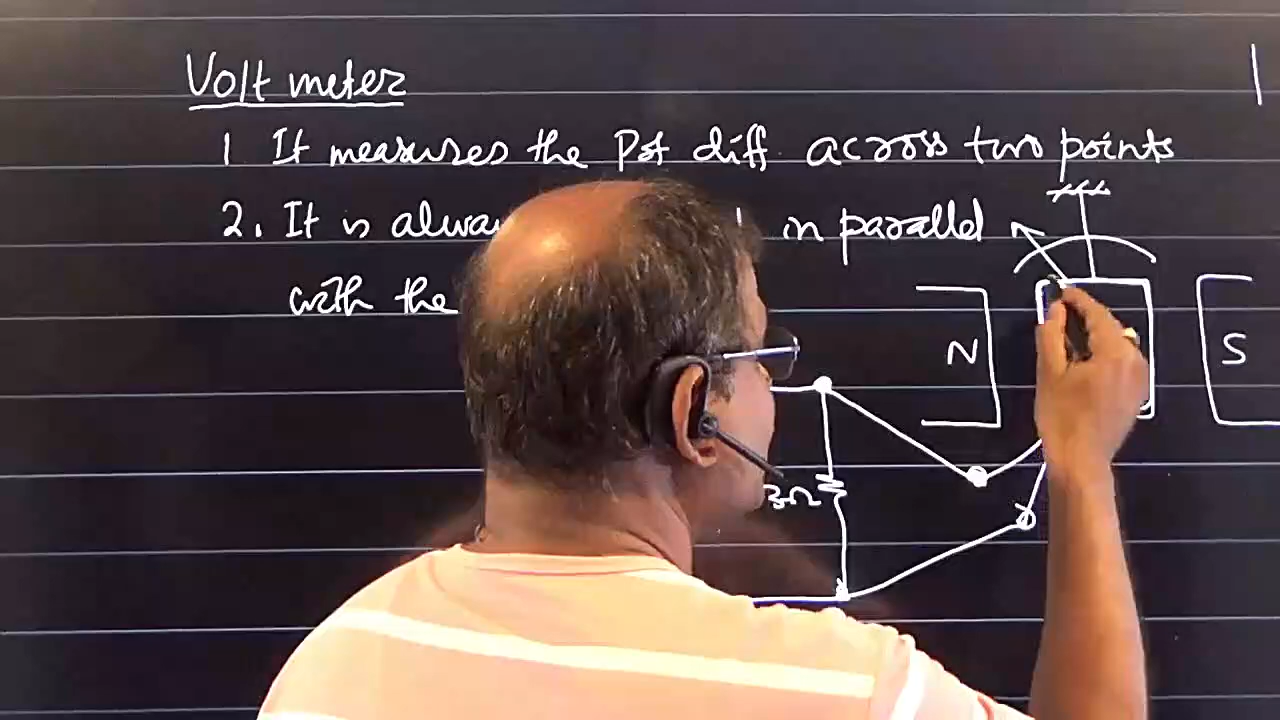 Volt meter
1 It measures the Pot diff across two points
2. It is in parallel
with the
N
S
3Ω